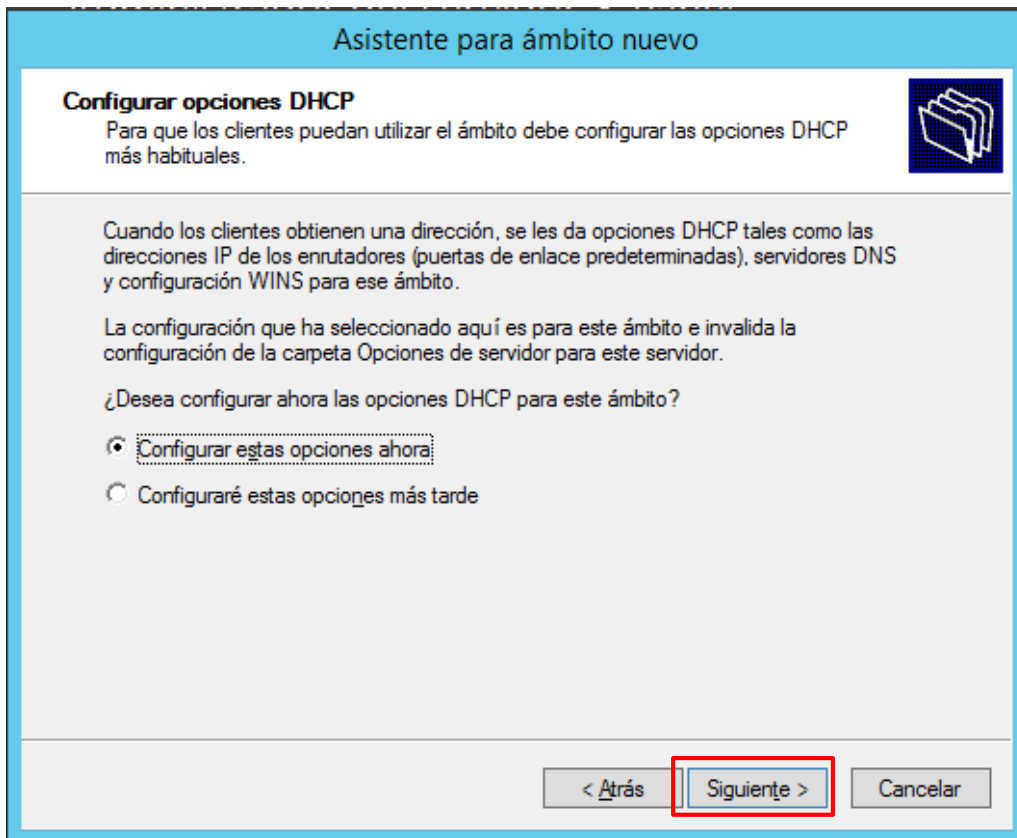 Asistente para ámbito nuevo
Configurar opciones DHCP
Para que los clientes puedan utilizar el ámbito debe configurar las opciones DHCP
más habituales.
Cuando los clientes obtienen una dirección, se les da opciones DHCP tales como las
direcciones IP de los enrutadores (puertas de enlace predeterminadas), servidores DNS
y configuración WINS para ese ámbito.
La configuración que ha seleccionado aquí es para este ámbito e invalida la
configuración de la carpeta Opciones de servidor para este servidor.
¿Desea configurar ahora las opciones DHCP para este ámbito?
Configurar estas opciones ahora
Configuraré estas opciones más tarde
< Atrás
Siguiente >
Cancelar